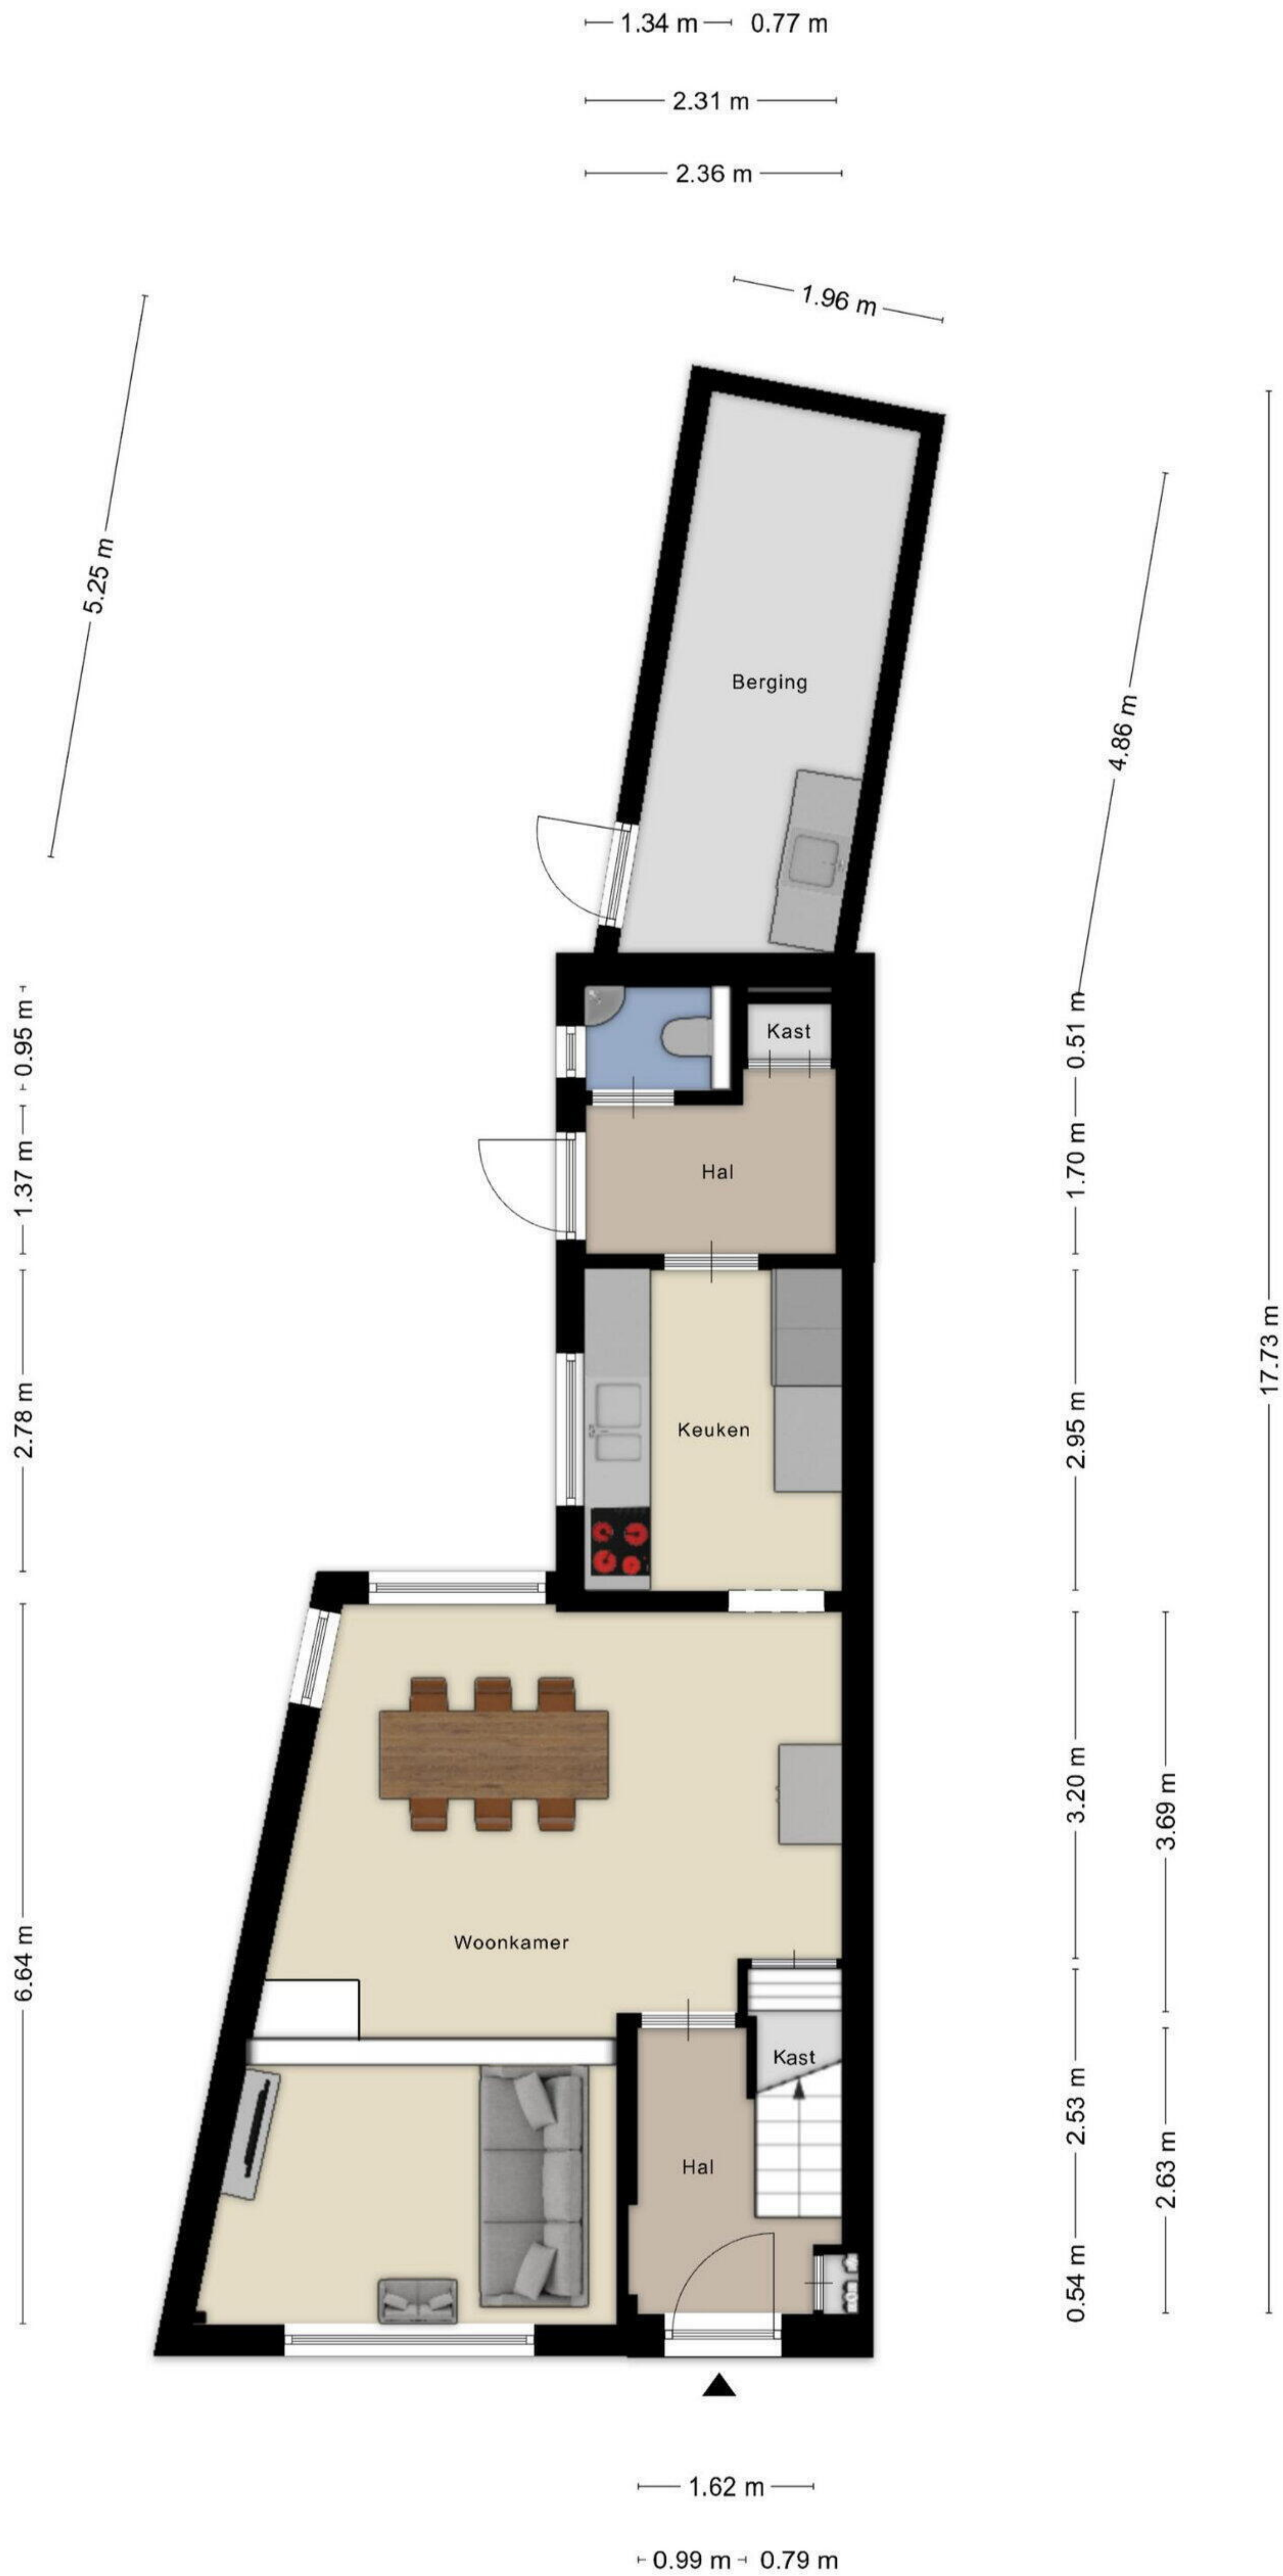 1.34 m 0.77 m
2.31 m
2.36 m
1.96 m
5.25 m
4.86 m
Berging
0.95 m
0.51 m
Kast
1.37 m
1.70 m
Hal
17.73 m
2.78 m
2.95 m
Keuken
3.20 m
3.69 m
6.64 m
Woonkamer
Kast
2.53 m
2.63 m
Hal
0.54 m
1.62 m
0.99 m 0.79 m